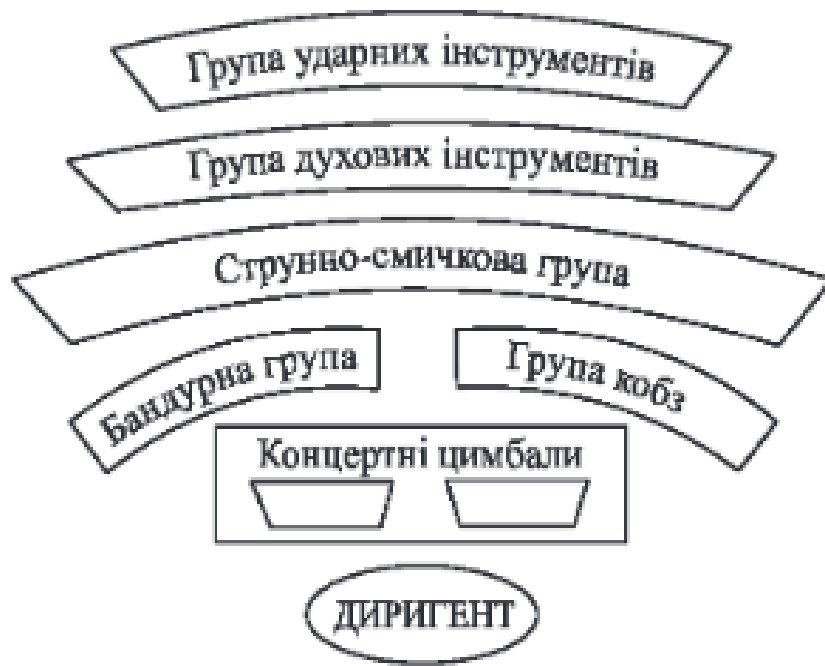 Група ударних інструментів
Група духових інструментів
Струнно-смичкова група
Бандурна група
Група кобз
Концертні цимбали
ДИРИГЕНТ